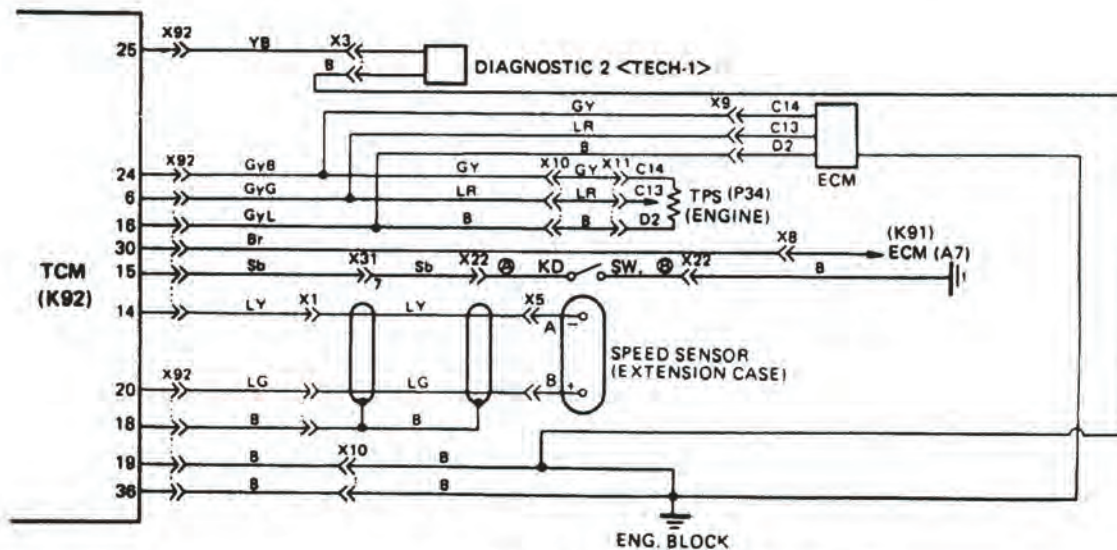 X92
25 YB X3
B DIAGNOSTIC 2 <TECH-1>
GY X9 C14
LR C13
B D2
ECM
X92
24 GyB GY X10 GY X11 C14
6 GyG LR LR C13 TPS (P34)
(ENGINE)
16 GyL B B D2
30 Br X8 (K91)
ECM (A7)
TCM
(K92)
15 Sb X31 7 Sb X22 A KD SW. B X22 B
14 LY X1 LY X5 A −
SPEED SENSOR
(EXTENSION CASE)
X92
20 LG LG B +
18 B B
19 B X10 B
36 B B
ENG. BLOCK